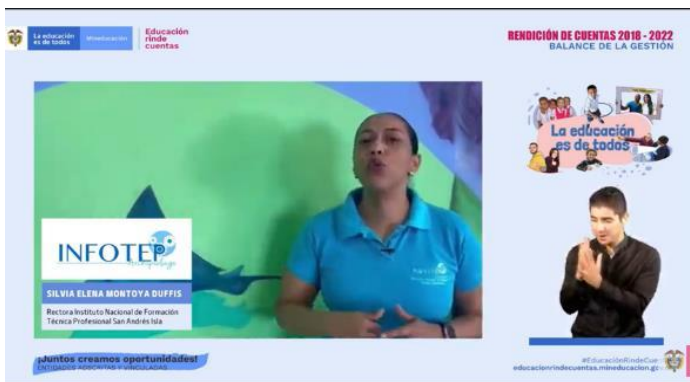 La educación
es de todos
Mineducación
Educación
rinde
cuentas
RENDICIÓN DE CUENTAS 2018 - 2022
BALANCE DE LA GESTIÓN
La educación
es de todos
INFOTEP
SILVIA ELENA MONTOYA DUFFIS
Rectora Instituto Nacional de Formación
Técnica Profesional San Andrés Isla
¡Juntos creamos oportunidades!
ENTIDADES ADSCRITAS Y VINCULADAS
#EducaciónRindeCue
educacionrindecuentas.mineducacion.gc